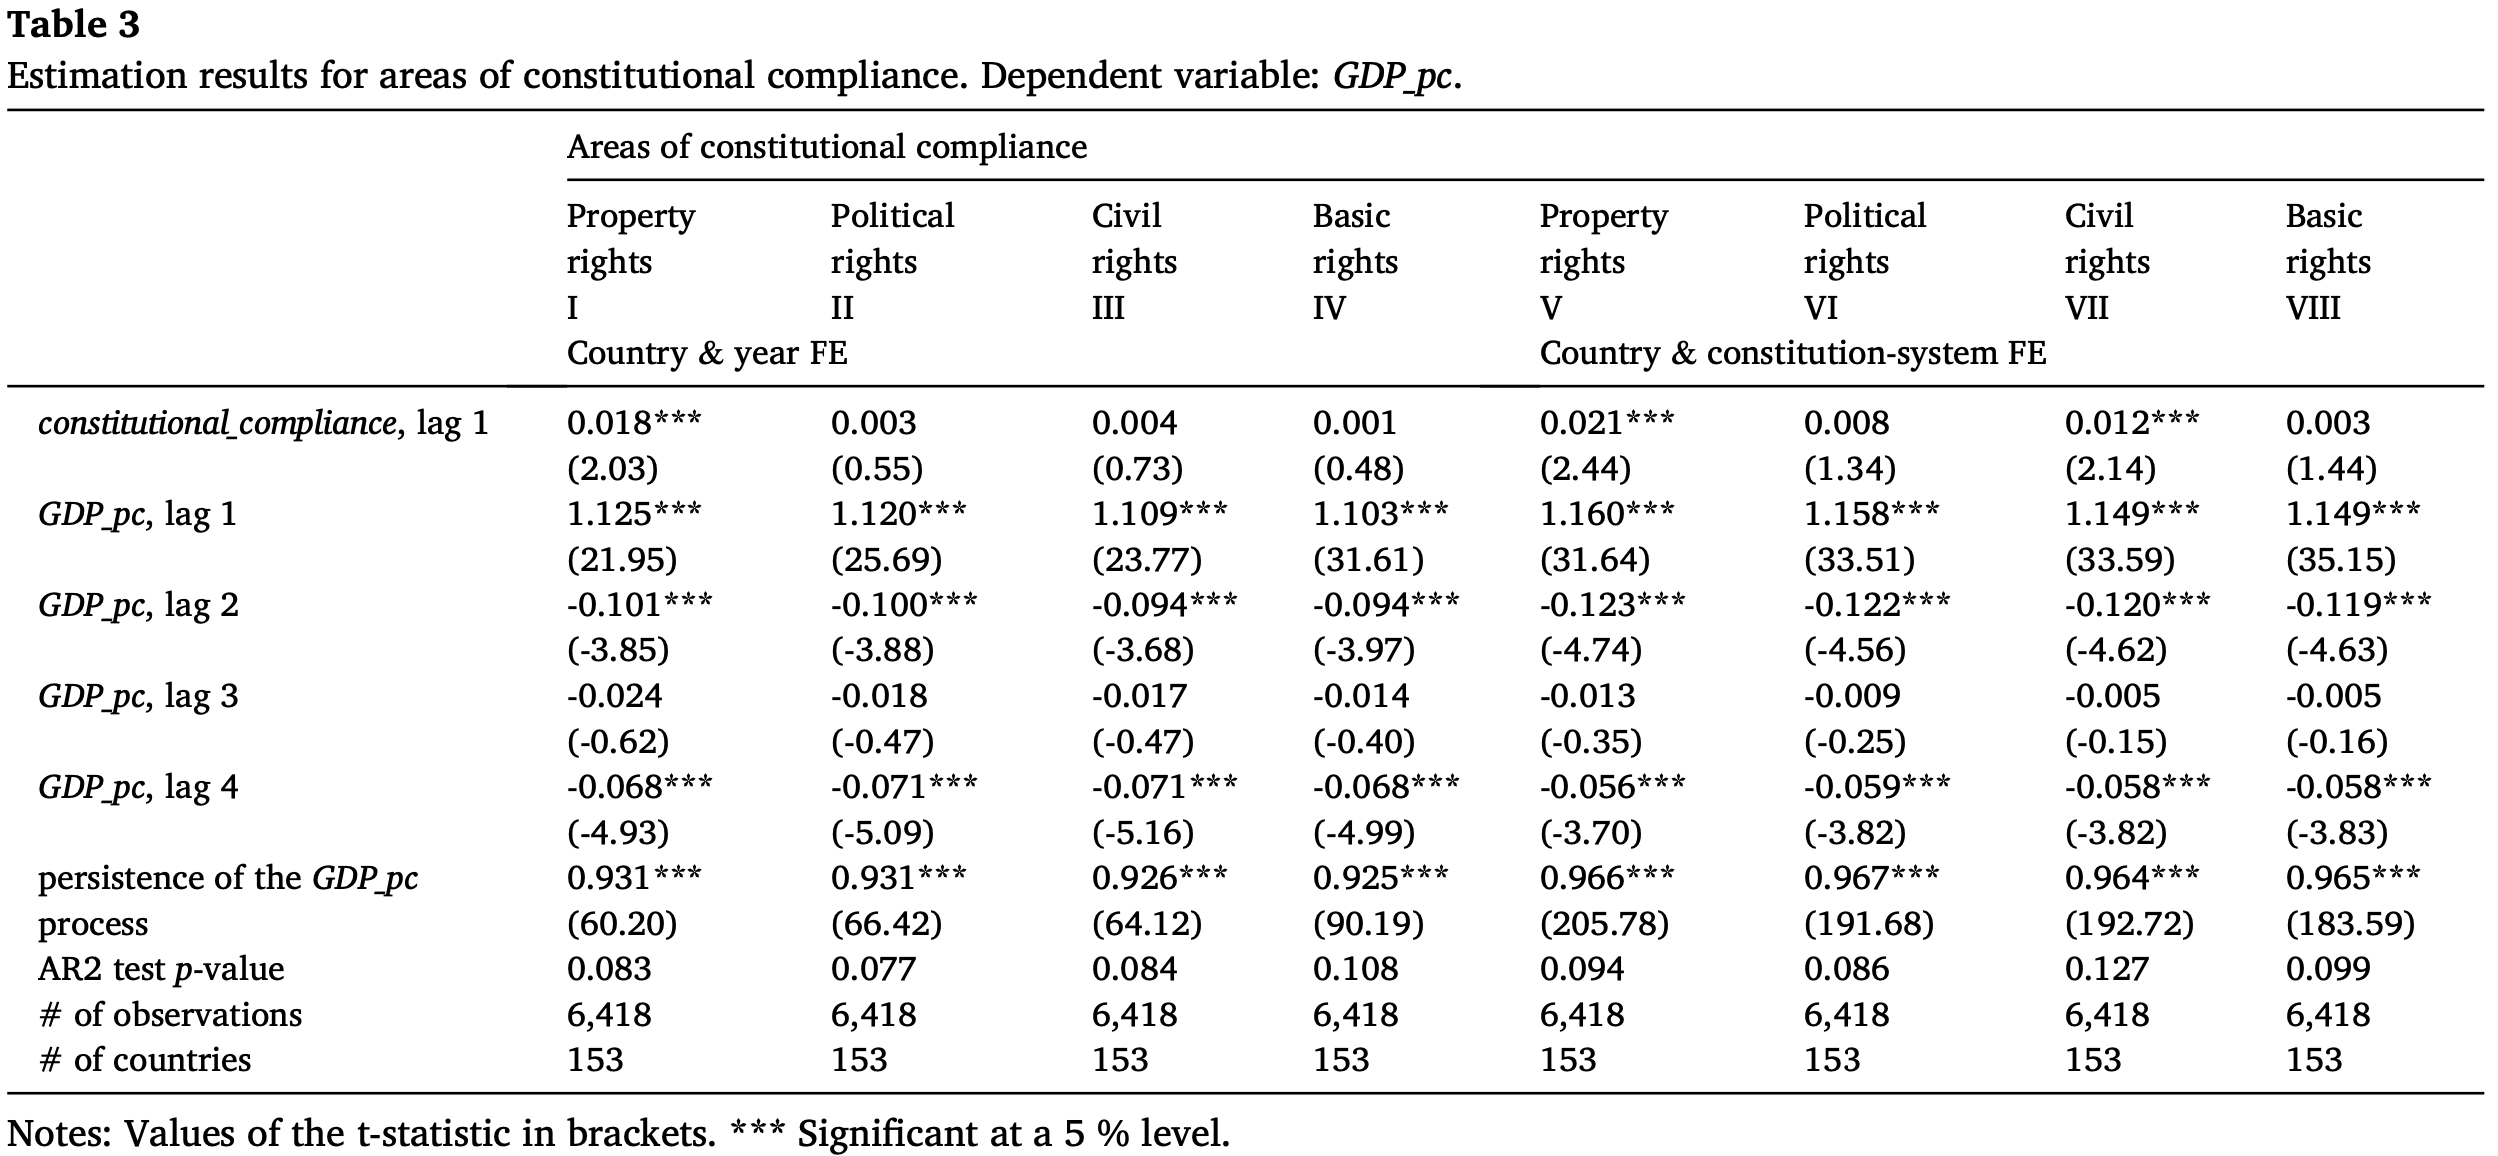 Table 3
Estimation results for areas of constitutional compliance. Dependent variable: GDP_pc.
Areas of constitutional compliance
Property Political Civil Basic Property Political Civil Basic
rights rights rights rights rights rights rights rights
I II III IV V VI VII VIII
Country & year FE Country & constitution-system FE
constitutional_compliance, lag 1 0.018*** 0.003 0.004 0.001 0.021*** 0.008 0.012*** 0.003
(2.03) (0.55) (0.73) (0.48) (2.44) (1.34) (2.14) (1.44)
GDP_pc, lag 1 1.125*** 1.120*** 1.109*** 1.103*** 1.160*** 1.158*** 1.149*** 1.149***
(21.95) (25.69) (23.77) (31.61) (31.64) (33.51) (33.59) (35.15)
GDP_pc, lag 2 -0.101*** -0.100*** -0.094*** -0.094*** -0.123*** -0.122*** -0.120*** -0.119***
(-3.85) (-3.88) (-3.68) (-3.97) (-4.74) (-4.56) (-4.62) (-4.63)
GDP_pc, lag 3 -0.024 -0.018 -0.017 -0.014 -0.013 -0.009 -0.005 -0.005
(-0.62) (-0.47) (-0.47) (-0.40) (-0.35) (-0.25) (-0.15) (-0.16)
GDP_pc, lag 4 -0.068*** -0.071*** -0.071*** -0.068*** -0.056*** -0.059*** -0.058*** -0.058***
(-4.93) (-5.09) (-5.16) (-4.99) (-3.70) (-3.82) (-3.82) (-3.83)
persistence of the GDP_pc 0.931*** 0.931*** 0.926*** 0.925*** 0.966*** 0.967*** 0.964*** 0.965***
process (60.20) (66.42) (64.12) (90.19) (205.78) (191.68) (192.72) (183.59)
AR2 test p-value 0.083 0.077 0.084 0.108 0.094 0.086 0.127 0.099
# of observations 6,418 6,418 6,418 6,418 6,418 6,418 6,418 6,418
# of countries 153 153 153 153 153 153 153 153
Notes: Values of the t-statistic in brackets. *** Significant at a 5 % level.